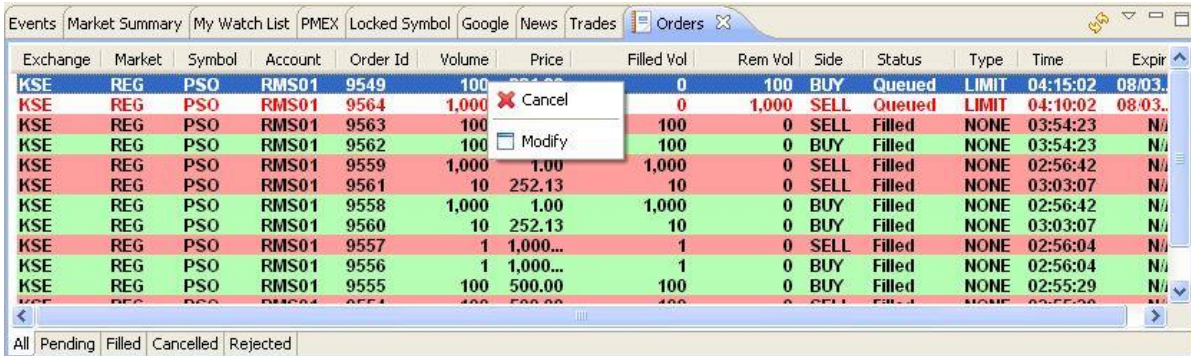 Events Market Summary My Watch List PMEX Locked Symbol Google News Trades Orders
Exchange Market Symbol Account Order Id Volume Price Filled Vol Rem Vol Side Status Type Time Expir
KSE REG PSO RMS01 9549 100 0 100 BUY Queued LIMIT 04:15:02 08/03..
KSE REG PSO RMS01 9564 1,000 0 1,000 SELL Queued LIMIT 04:10:02 08/03..
Cancel
KSE REG PSO RMS01 9563 100 100 0 SELL Filled NONE 03:54:23 N/
KSE REG PSO RMS01 9562 100 100 0 BUY Filled NONE 03:54:23 N/
Modify
KSE REG PSO RMS01 9559 1,000 1.00 1,000 0 SELL Filled NONE 02:56:42 N/
KSE REG PSO RMS01 9561 10 252.13 10 0 SELL Filled NONE 03:03:07 N/
KSE REG PSO RMS01 9558 1,000 1.00 1,000 0 BUY Filled NONE 02:56:42 N/
KSE REG PSO RMS01 9560 10 252.13 10 0 BUY Filled NONE 03:03:07 N/
KSE REG PSO RMS01 9557 1 1,000... 1 0 SELL Filled NONE 02:56:04 N/
KSE REG PSO RMS01 9556 1 1,000... 1 0 BUY Filled NONE 02:56:04 N/
KSE REG PSO RMS01 9555 100 500.00 100 0 BUY Filled NONE 02:55:29 N/
All Pending Filled Cancelled Rejected